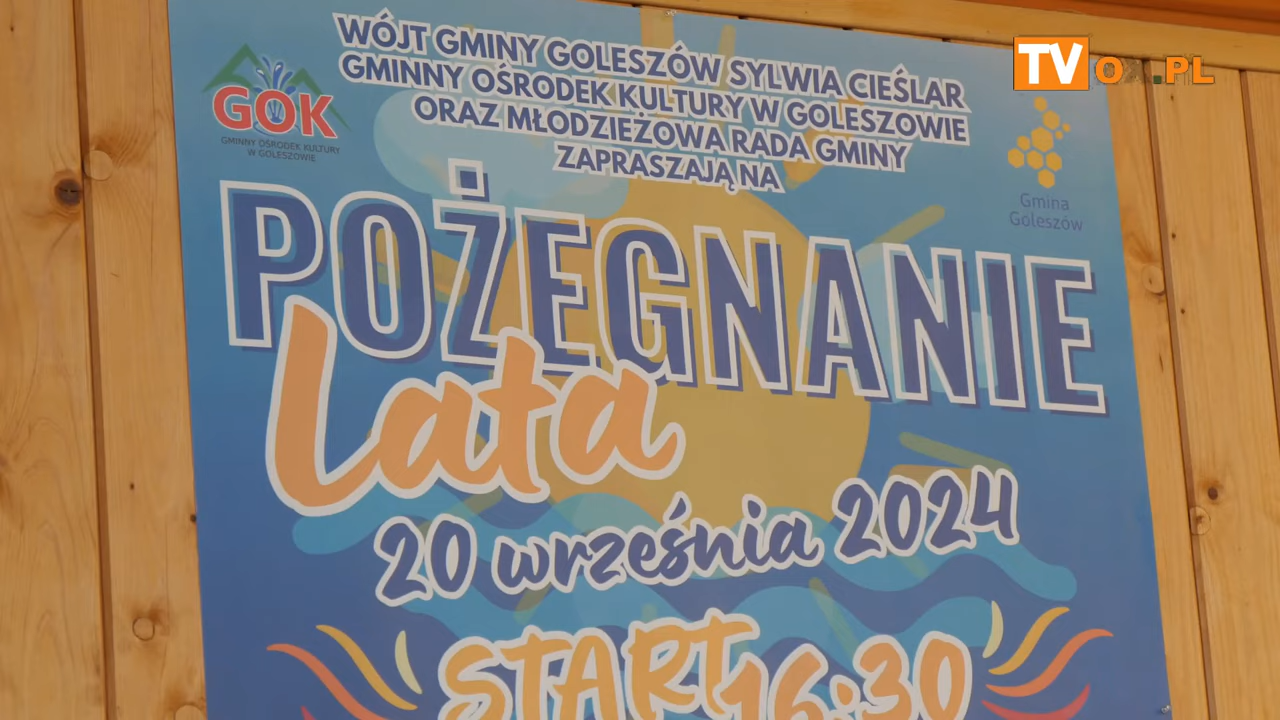 WÓJT GMINY GOLESZÓW SYLWIA CIEŚLAR
GMINNY OŚRODEK KULTURY W GOLESZOWIE
ORAZ MŁODZIEŻOWA RADA GMINY
ZAPRASZAJĄ NA
GOK
GMINNY OŚRODEK KULTURY
W GOLESZOWIE
Gmina
Goleszów
POŻEGNANIE
Lata
20 września 2024
START 16:30
TV .PL